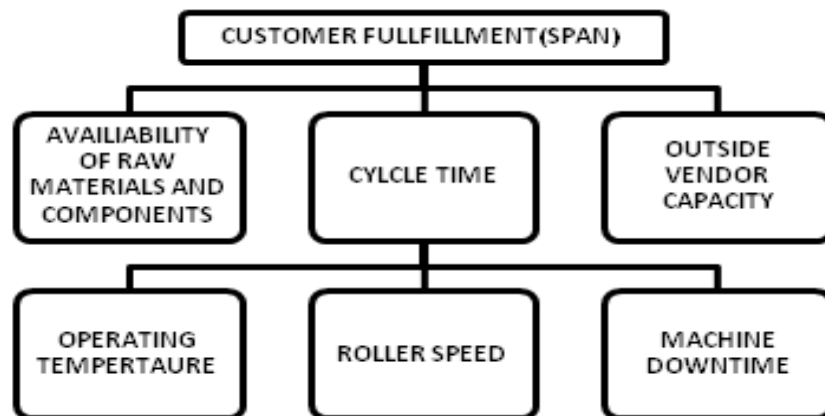 CUSTOMER FULLFILLMENT(SPAN)
AVAILIABILITY
OF RAW
MATERIALS AND
COMPONENTS
CYLCLE TIME
OUTSIDE
VENDOR
CAPACITY
OPERATING
TEMPERTAURE
ROLLER SPEED
MACHINE
DOWNTIME